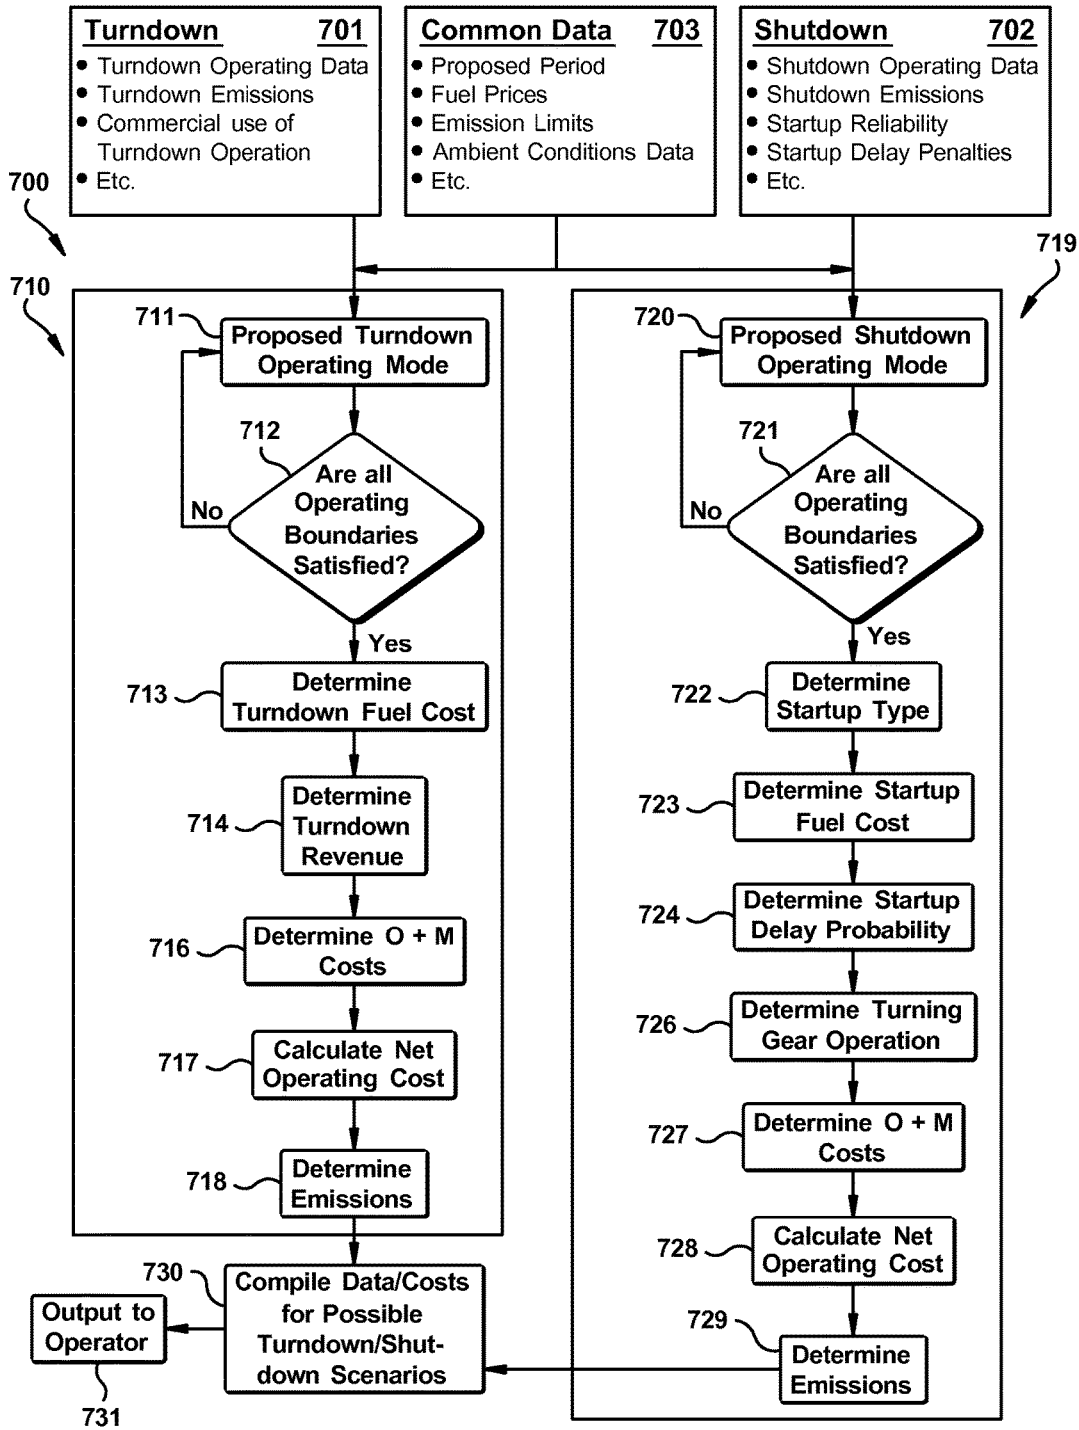 Turndown 701
• Turndown Operating Data
• Turndown Emissions
• Commercial use of
Turndown Operation
• Etc.
Common Data 703
• Proposed Period
• Fuel Prices
• Emission Limits
• Ambient Conditions Data
• Etc.
Shutdown 702
• Shutdown Operating Data
• Shutdown Emissions
• Startup Reliability
• Startup Delay Penalties
• Etc.
700
710
719
711
Proposed Turndown
Operating Mode
712
Are all
Operating
Boundaries
Satisfied?
No
Yes
713
Determine
Turndown Fuel Cost
714
Determine
Turndown
Revenue
716
Determine O + M
Costs
717
Calculate Net
Operating Cost
718
Determine
Emissions
720
Proposed Shutdown
Operating Mode
721
Are all
Operating
Boundaries
Satisfied?
No
Yes
722
Determine
Startup Type
723
Determine Startup
Fuel Cost
724
Determine Startup
Delay Probability
726
Determine Turning
Gear Operation
727
Determine O + M
Costs
728
Calculate Net
Operating Cost
729
Determine
Emissions
730
Compile Data/Costs
for Possible
Turndown/Shut-
down Scenarios
Output to
Operator
731